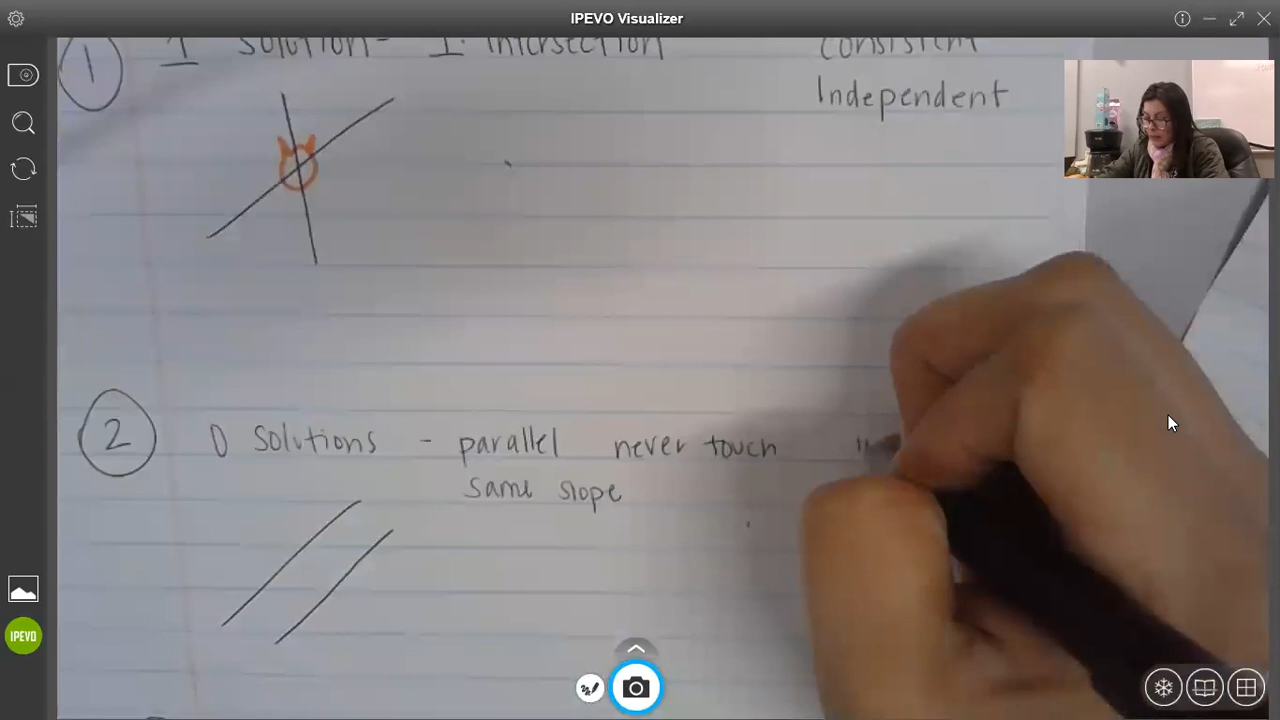 IPEVO Visualizer
1 1 Solution - 1 intersection Consistent
Independent
2 0 Solutions - parallel never touch
same slope
IPEVO